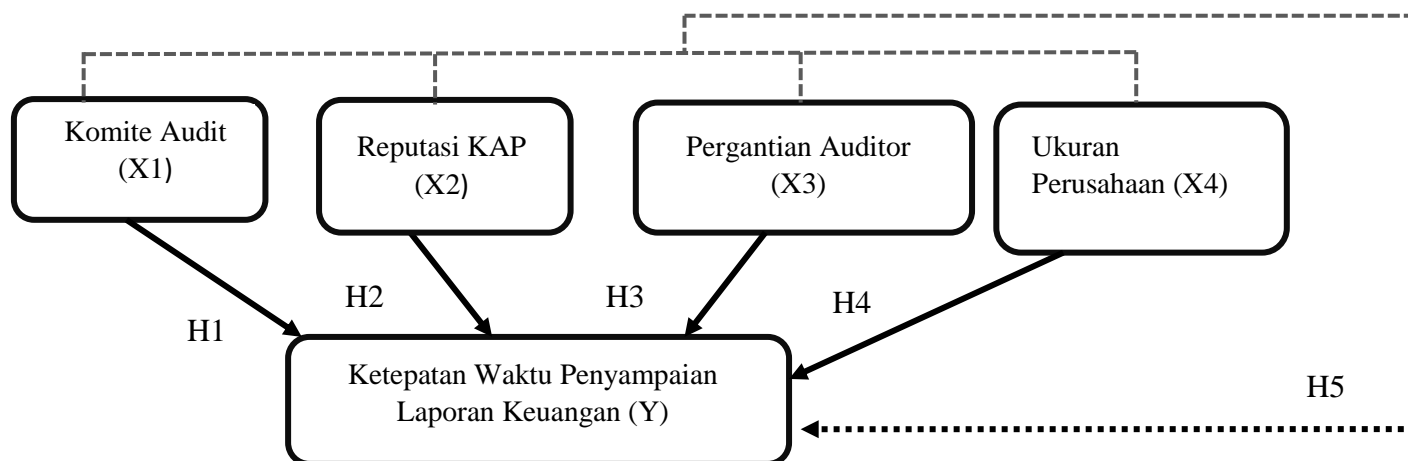 Komite Audit
(X1)
Reputasi KAP
(X2)
Pergantian Auditor
(X3)
Ukuran
Perusahaan (X4)
H1
H2
H3
H4
Ketepatan Waktu Penyampaian
Laporan Keuangan (Y)
H5